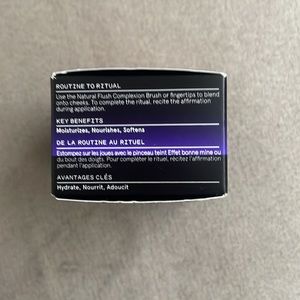 ROUTINE TO RITUAL
Use the Natural Flush Complexion Brush or fingertips to blend
onto cheeks. To complete the ritual, recite the affirmation
during application.
KEY BENEFITS
Moisturizes, Nourishes, Softens
DE LA ROUTINE AU RITUEL
Estompez sur les joues avec le pinceau teint Effet bonne mine ou
du bout des doigts. Pour compléter le rituel, récitez l'affirmation
pendant l'application.
AVANTAGES CLÉS
Hydrate, Nourrit, Adoucit